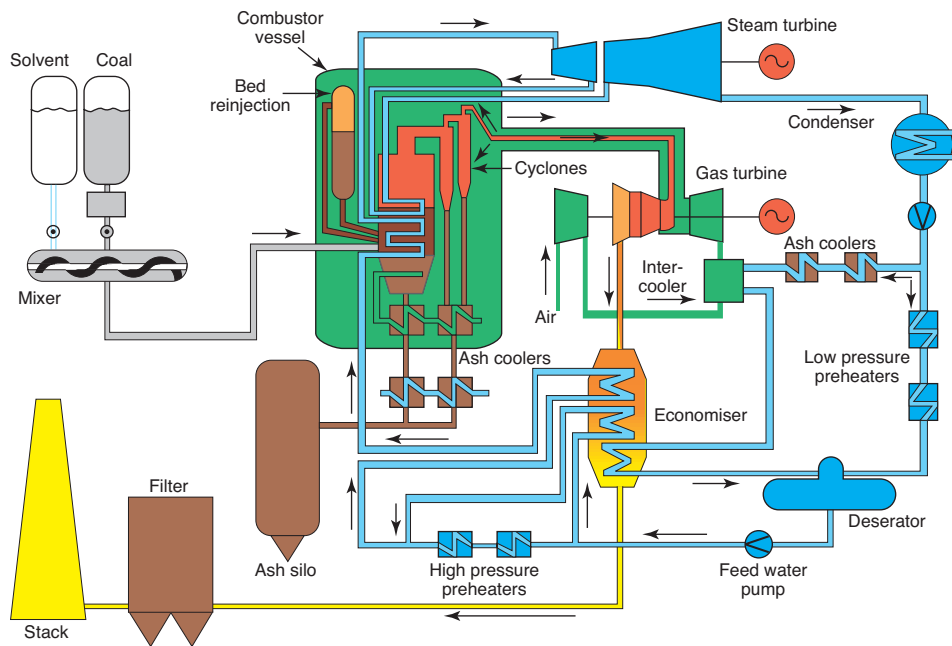 Combustor
vessel
Steam turbine
Solvent
Coal
Bed
reinjection
Condenser
Cyclones
Gas turbine
Ash coolers
Inter-
cooler
Mixer
Air
Ash coolers
Low pressure
preheaters
Economiser
Filter
Deserator
Ash silo
High pressure
preheaters
Feed water
pump
Stack